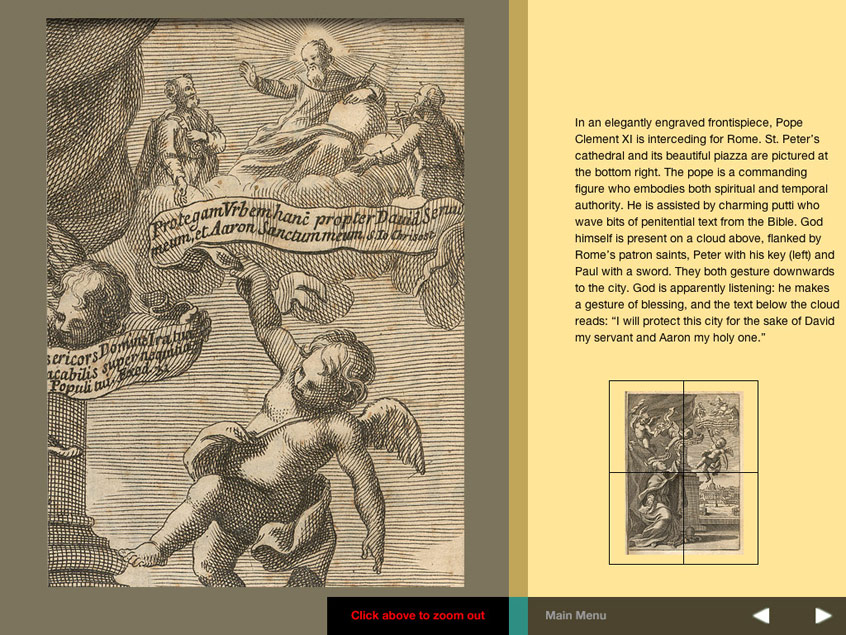 Protegam Vrbem hanc̃ propter Dauid Seruu
meum, et Aaron Sanctum meum S. Io Chrisost.
sericors Domine Ira tua
acabilis super nequitia
Populi tui, Exod.
In an elegantly engraved frontispiece, Pope
Clement XI is interceding for Rome. St. Peter's
cathedral and its beautiful piazza are pictured at
the bottom right. The pope is a commanding
figure who embodies both spiritual and temporal
authority. He is assisted by charming putti who
wave bits of penitential text from the Bible. God
himself is present on a cloud above, flanked by
Rome's patron saints, Peter with his key (left) and
Paul with a sword. They both gesture downwards
to the city. God is apparently listening: he makes
a gesture of blessing, and the text below the cloud
reads: “I will protect this city for the sake of David
my servant and Aaron my holy one.”
Click above to zoom out
Main Menu